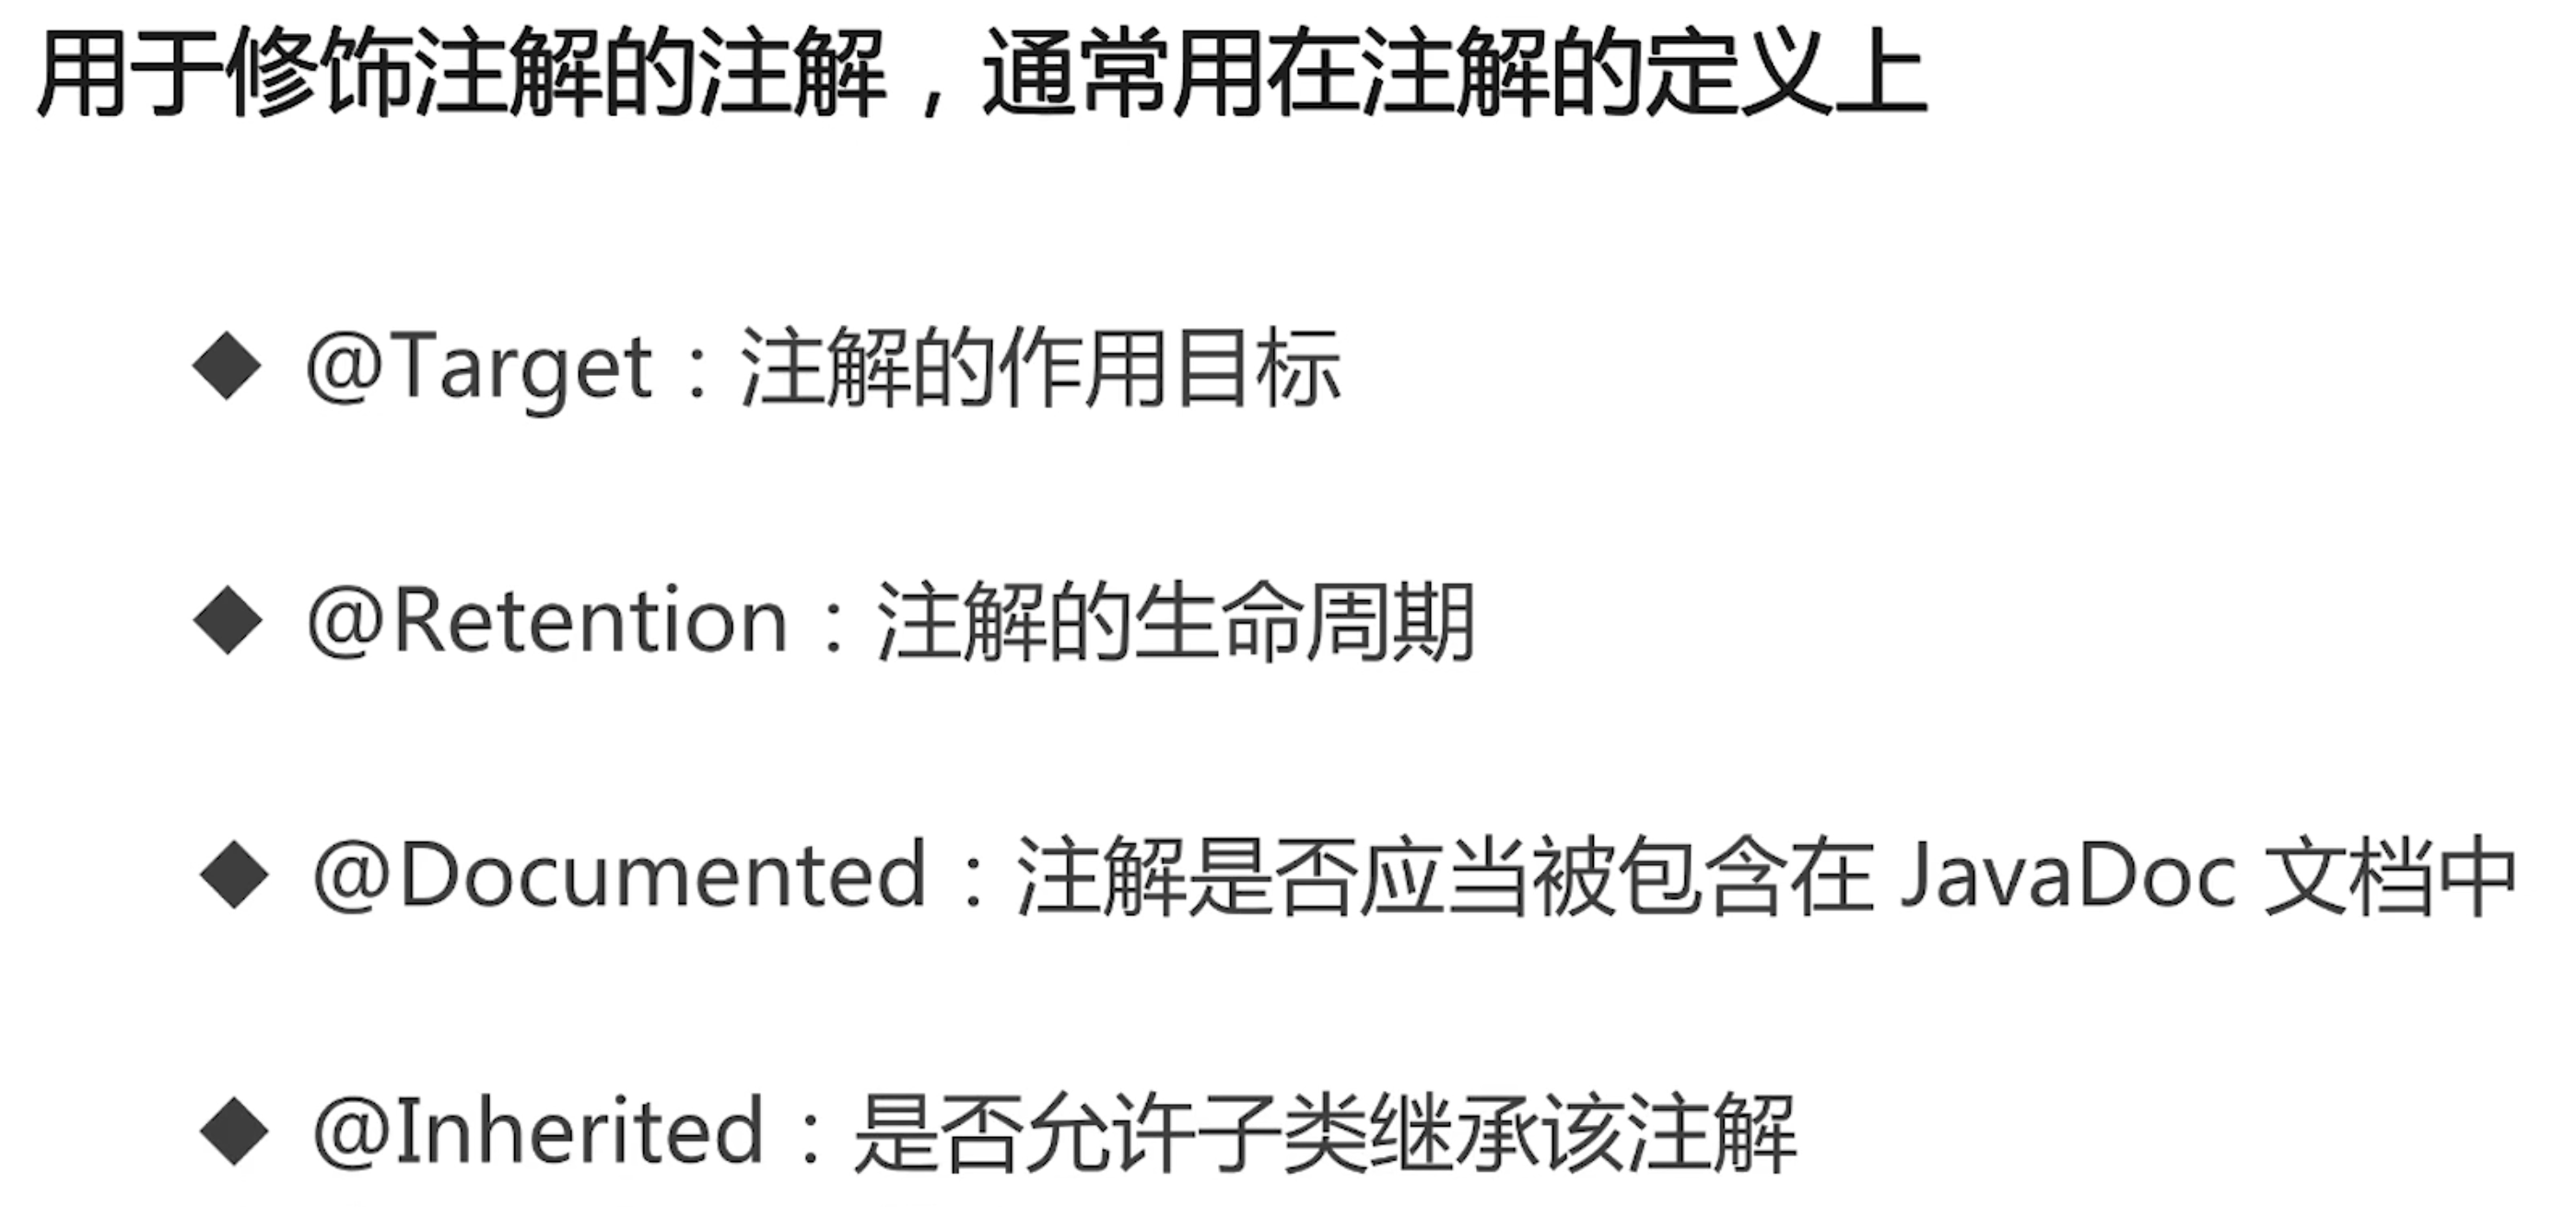 用于修饰注解的注解，通常用在注解的定义上
◆ @Target：注解的作用目标
◆ @Retention：注解的生命周期
◆ @Documented：注解是否应当被包含在 JavaDoc 文档中
◆ @Inherited：是否允许子类继承该注解